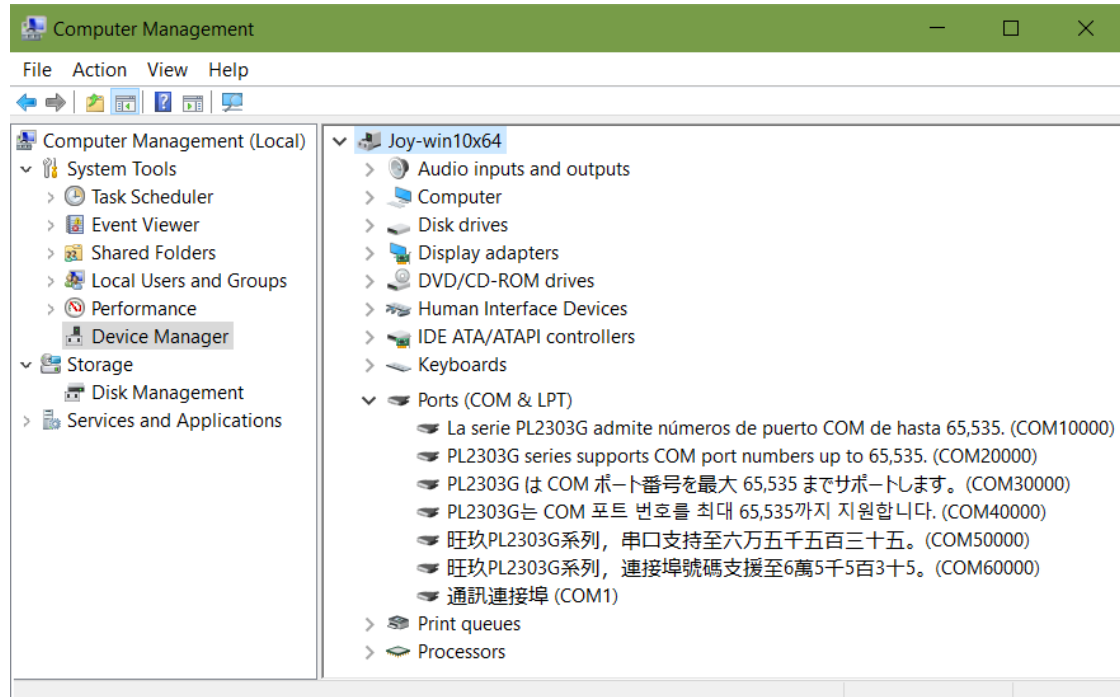 Computer Management
File Action View Help
Computer Management (Local)
System Tools
Task Scheduler
Event Viewer
Shared Folders
Local Users and Groups
Performance
Device Manager
Storage
Disk Management
Services and Applications
Joy-win10x64
Audio inputs and outputs
Computer
Disk drives
Display adapters
DVD/CD-ROM drives
Human Interface Devices
IDE ATA/ATAPI controllers
Keyboards
Ports (COM & LPT)
La serie PL2303G admite números de puerto COM de hasta 65,535. (COM10000)
PL2303G series supports COM port numbers up to 65,535. (COM20000)
PL2303G は COM ポート番号を最大 65,535 までサポートします。(COM30000)
PL2303G는 COM 포트 번호를 최대 65,535까지 지원합니다. (COM40000)
旺玖PL2303G系列，串口支持至六万五千五百三十五。(COM50000)
旺玖PL2303G系列，連接埠號碼支援至6萬5千5百3十5。(COM60000)
通訊連接埠 (COM1)
Print queues
Processors